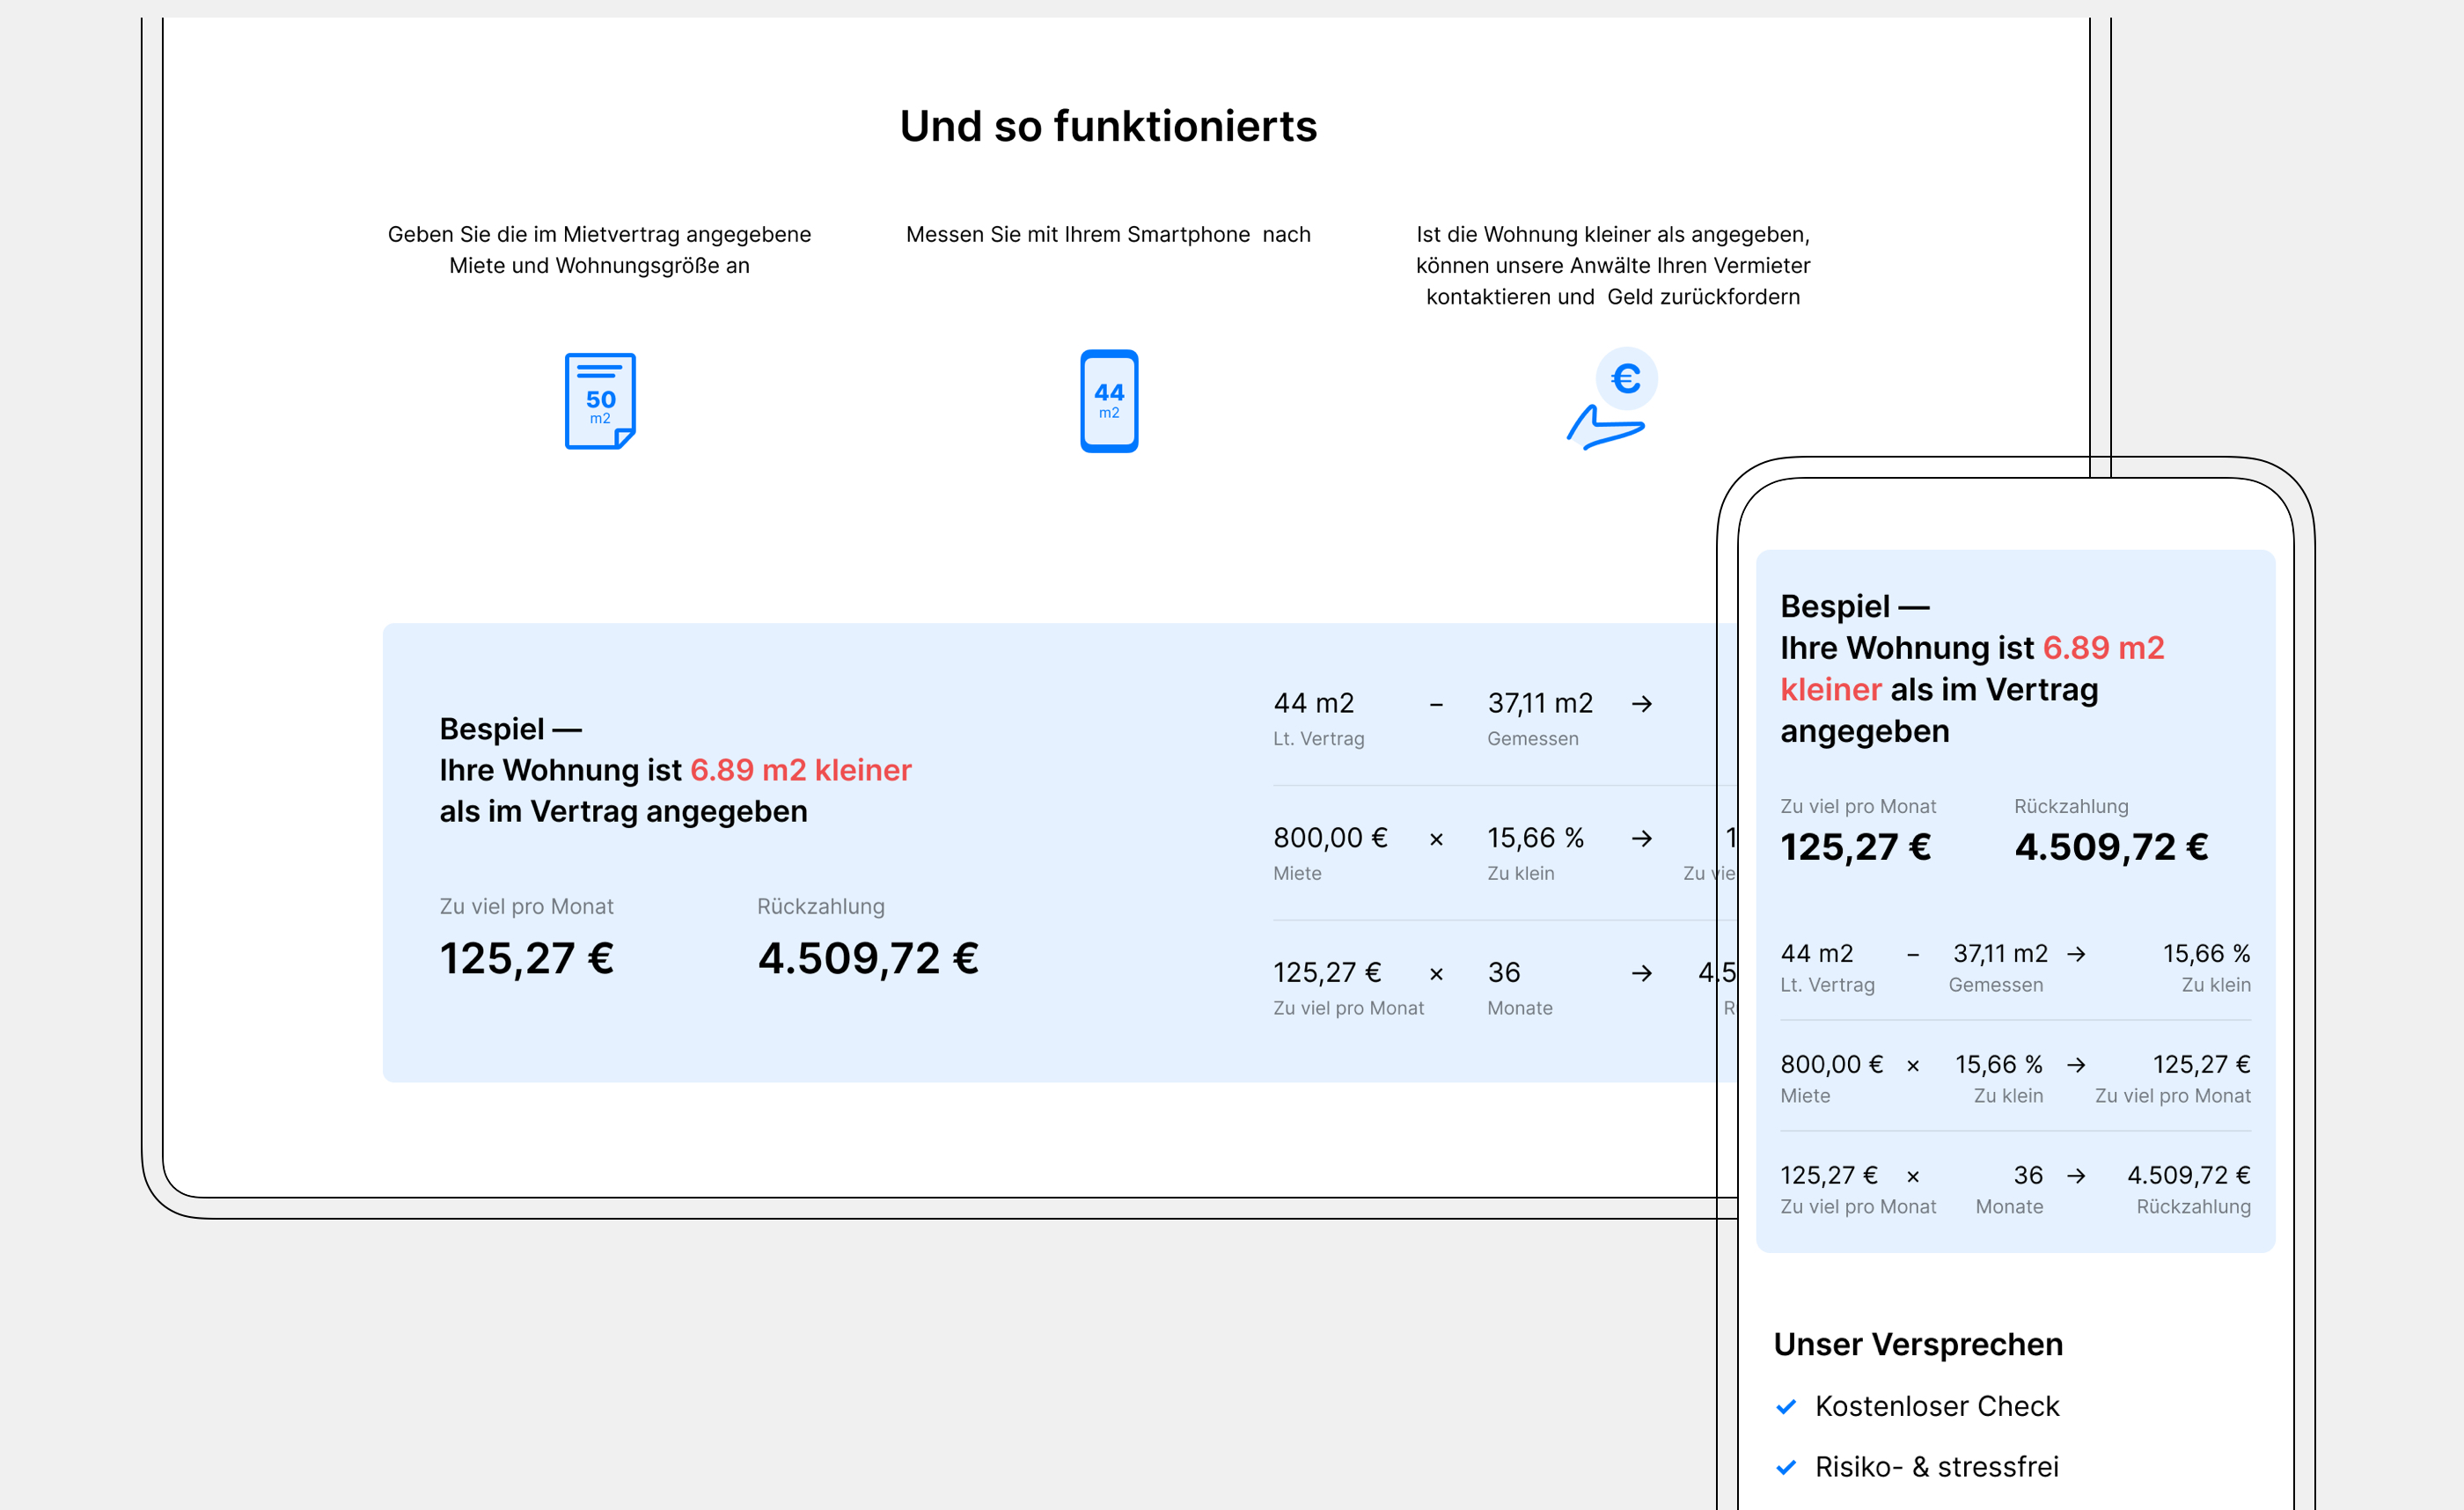 Und so funktionierts
Geben Sie die im Mietvertrag angegebene
Miete und Wohnungsgröße an
50
m2
Messen Sie mit Ihrem Smartphone  nach
44
m2
Ist die Wohnung kleiner als angegeben,
können unsere Anwälte Ihren Vermieter
kontaktieren und  Geld zurückfordern
€
Bespiel —
Ihre Wohnung ist 6.89 m2 kleiner
als im Vertrag angegeben
Zu viel pro Monat Rückzahlung
125,27 € 4.509,72 €
44 m2 – 37,11 m2 →
Lt. Vertrag Gemessen
800,00 € × 15,66 % → 1
Miete Zu klein Zu vie
125,27 € × 36 → 4.5
Zu viel pro Monat Monate R
Bespiel —
Ihre Wohnung ist 6.89 m2
kleiner als im Vertrag
angegeben
Zu viel pro Monat Rückzahlung
125,27 € 4.509,72 €
44 m2 – 37,11 m2 → 15,66 %
Lt. Vertrag Gemessen Zu klein
800,00 € × 15,66 % → 125,27 €
Miete Zu klein Zu viel pro Monat
125,27 € × 36 → 4.509,72 €
Zu viel pro Monat Monate Rückzahlung
Unser Versprechen
Kostenloser Check
Risiko- & stressfrei